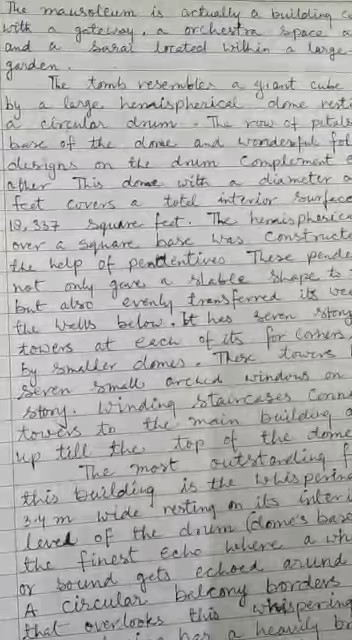 The mausoleum is actually a building c
with a gateway, a orchestra space a
and a sarai located within a large
garden.
The tomb resembles a giant cube
by a large hemispherical dome resti
a circular drum. The row of petals
base of the dome and wonderful fol
designs on the drum complement e
other This dome with a diameter o
feet covers a total interior surface
18,337 square feet. The hemispherica
over a square base was construct
the help of pendentives These pende
not only gave a stable shape to
but also evenly transferred its we
the walls below. It has seven story
towers at each of its for corners,
by smaller domes. These towers
seven small arched windows on
story. Winding staircases conn
towers to the main building a
up till the top of the dome
The most outstanding f
this building is the whisperin
3.4 m wide resting on its interi
level of the drum (dome's base
the finest echo where a wh
or sound gets echoed around
A circular balcony borders
that overlooks this whispering
has a heavily br